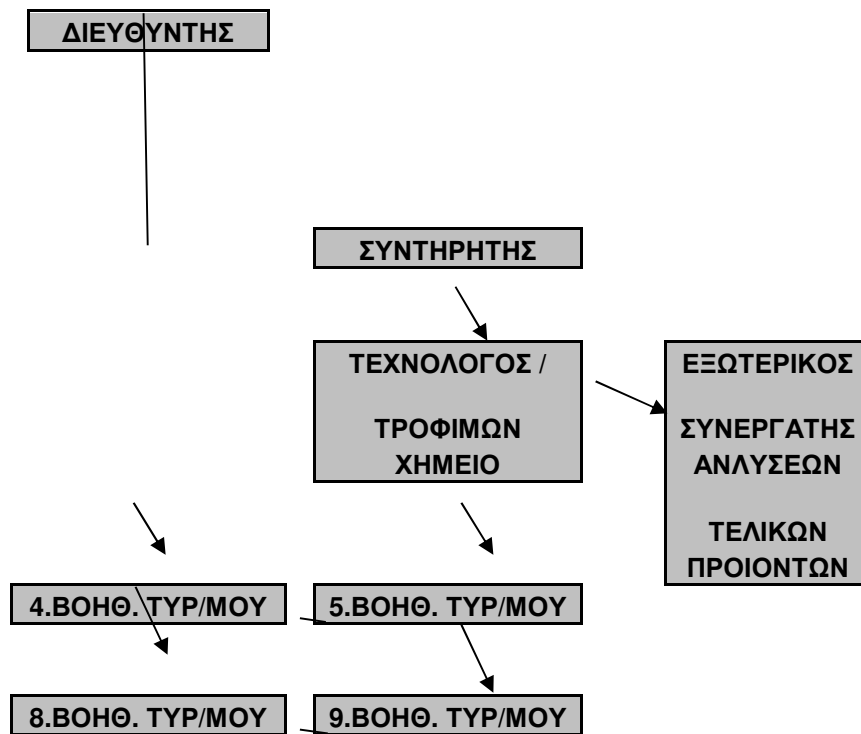 ΔΙΕΥΘΥΝΤΗΣ
ΣΥΝΤΗΡΗΤΗΣ
ΤΕΧΝΟΛΟΓΟΣ /
ΤΡΟΦΙΜΩΝ
ΧΗΜΕΙΟ
ΕΞΩΤΕΡΙΚΟΣ
ΣΥΝΕΡΓΑΤΗΣ
ΑΝΛΥΣΕΩΝ
ΤΕΛΙΚΩΝ
ΠΡΟΙΟΝΤΩΝ
4.ΒΟΗΘ. ΤΥΡ/ΜΟΥ
5.ΒΟΗΘ. ΤΥΡ/ΜΟΥ
8.ΒΟΗΘ. ΤΥΡ/ΜΟΥ
9.ΒΟΗΘ. ΤΥΡ/ΜΟΥ